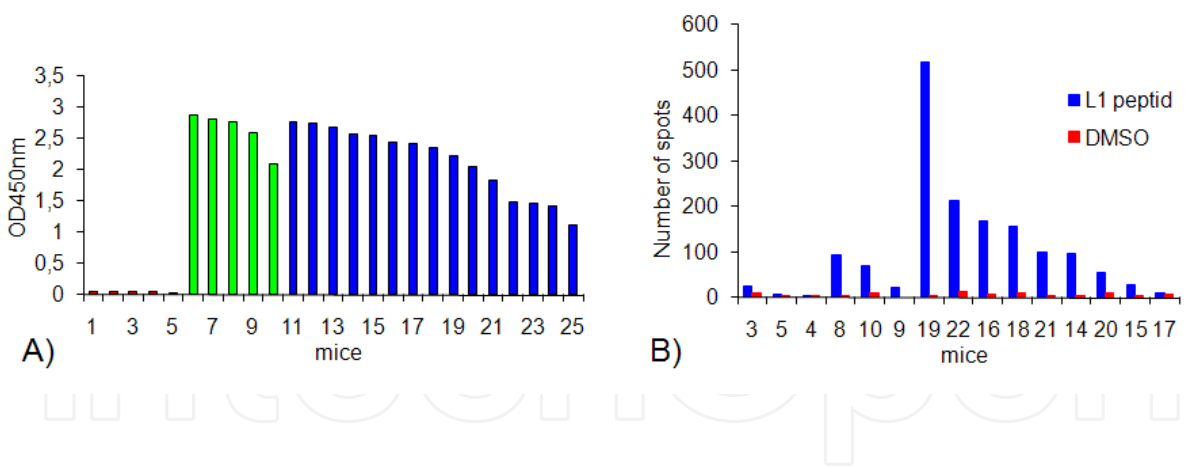 3,5
3
2,5
2
1,5
1
0,5
0
OD450nm
1 3 5 7 9 11 13 15 17 19 21 23 25
mice
A)
600
500
400
300
200
100
0
Number of spots
L1 peptid
DMSO
3 5 4 8 10 9 19 22 16 18 21 14 20 15 17
mice
B)